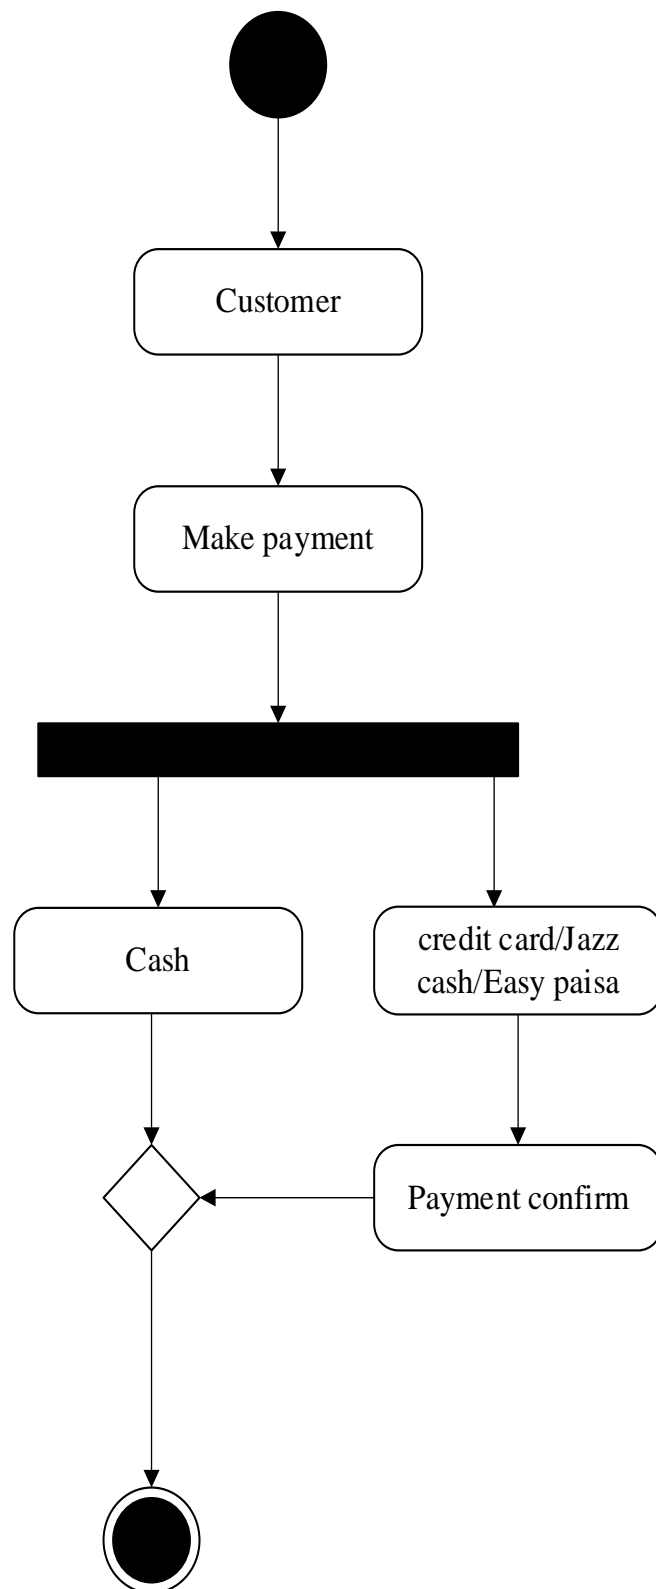 Customer
Make payment
Cash
credit card/Jazz
cash/Easy paisa
Payment confirm